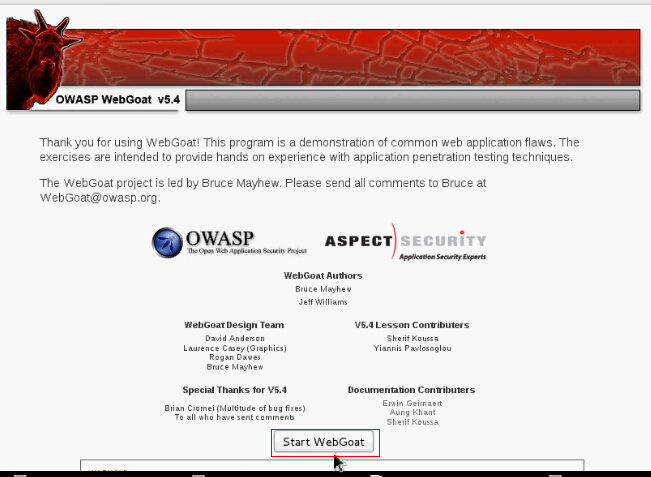 OWASP WebGoat v5.4
Thank you for using WebGoat! This program is a demonstration of common web application flaws. The
exercises are intended to provide hands on experience with application penetration testing techniques.
The WebGoat project is led by Bruce Mayhew. Please send all comments to Bruce at
WebGoat@owasp.org.
OWASP
The Open Web Application Security Project
ASPECT SECURITY
Application Security Experts
WebGoat Authors
Bruce Mayhew
Jeff Williams
WebGoat Design Team
David Anderson
Laurence Casey (Graphics)
Rogan Dawes
Bruce Mayhew
V5.4 Lesson Contributers
Sherif Koussa
Yiannis Pavlosoglou
Special Thanks for V5.4
Brian Ciomei (Multitude of bug fixes)
To all who have sent comments
Documentation Contributers
Erwin Geirnaert
Aung Khant
Sherif Koussa
Start WebGoat